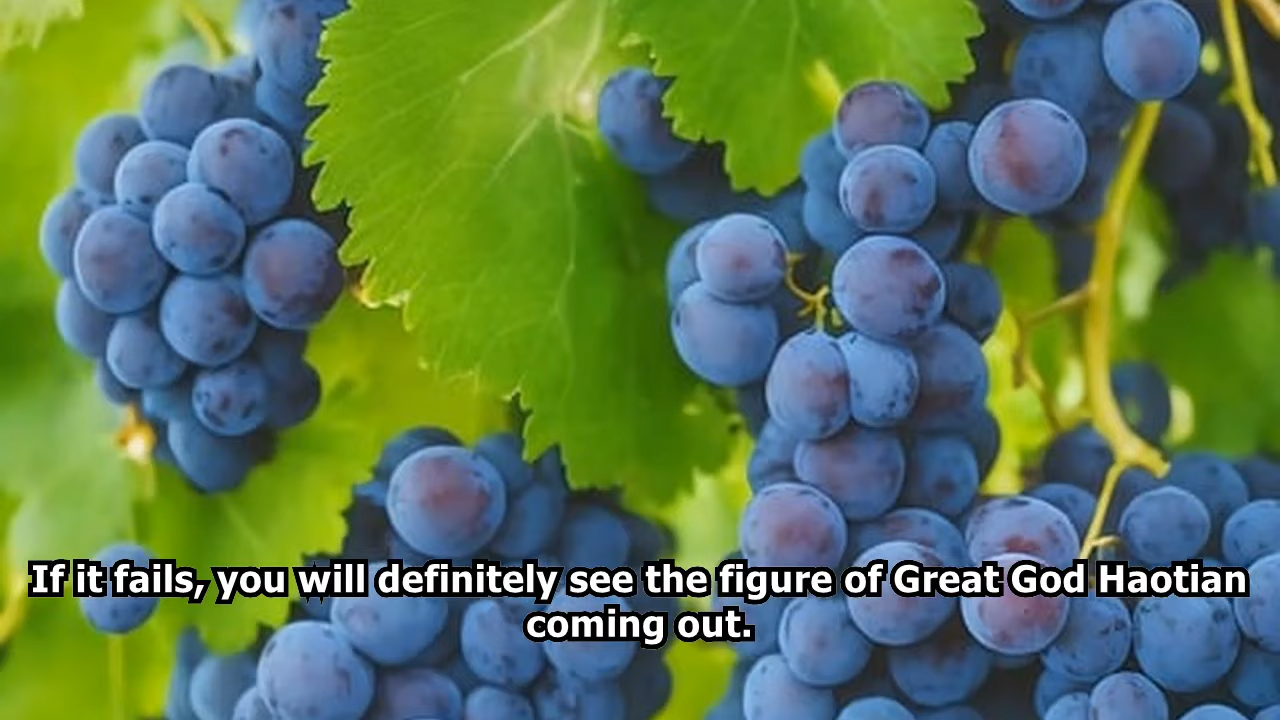 If it fails, you will definitely see the figure of Great God Haotian
coming out.